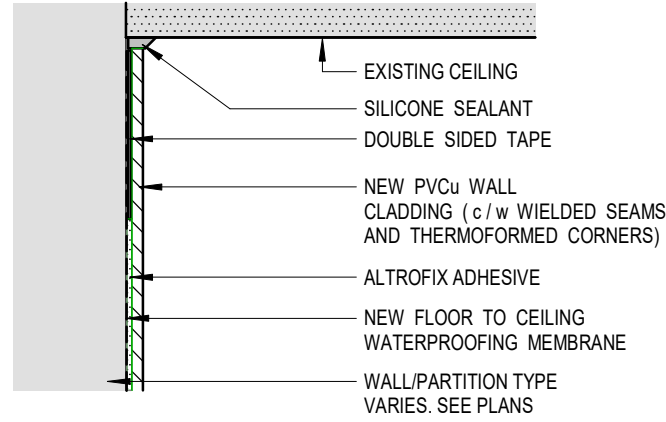 EXISTING CEILING
SILICONE SEALANT
DOUBLE SIDED TAPE
NEW PVCu WALL
CLADDING ( c / w WIELDED SEAMS
AND THERMOFORMED CORNERS)
ALTROFIX ADHESIVE
NEW FLOOR TO CEILING
WATERPROOFING MEMBRANE
WALL/PARTITION TYPE
VARIES. SEE PLANS